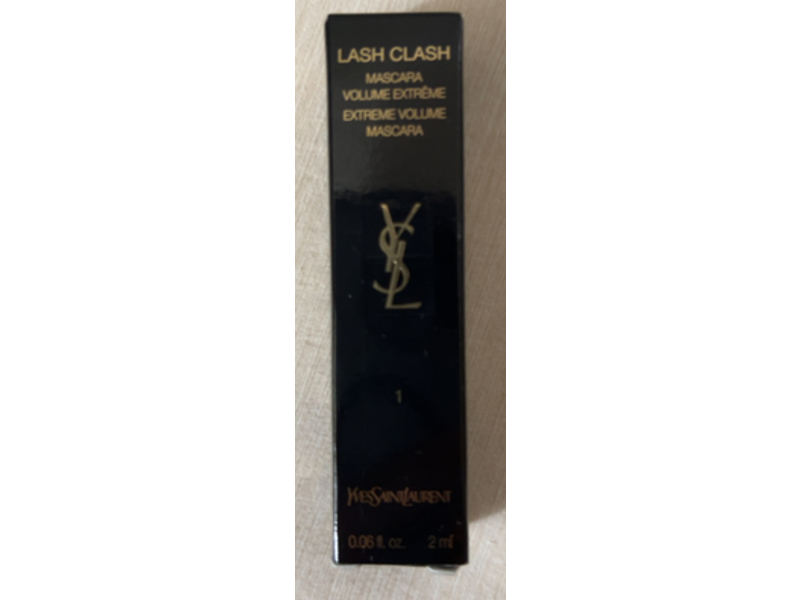 LASH CLASH
MASCARA
VOLUME EXTRÊME
EXTREME VOLUME
MASCARA
YSL
1
YVESSAINTLAURENT
0.06 fl. oz. 2 ml